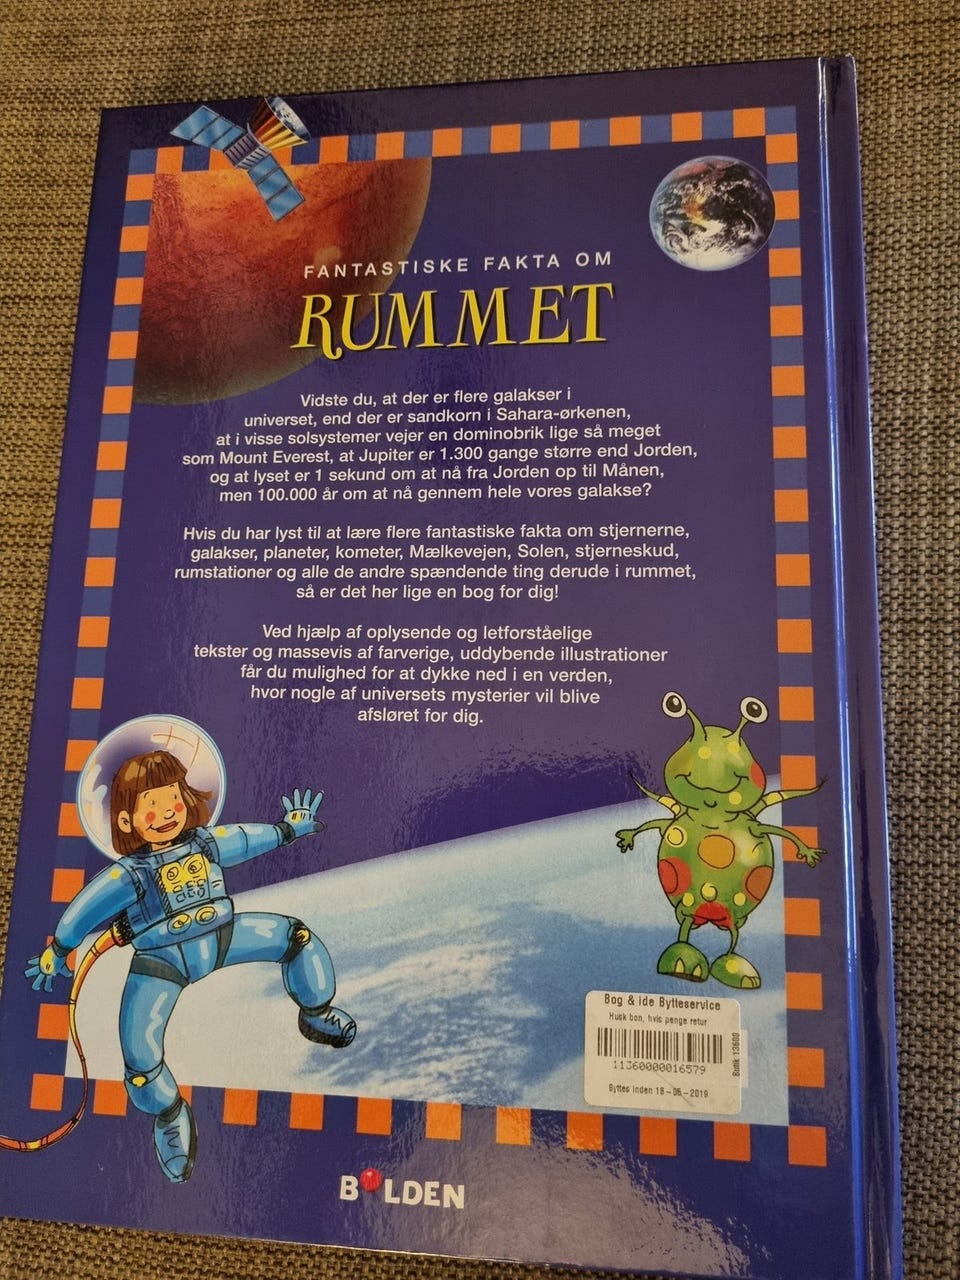 FANTASTISKE FAKTA OM
RUMMET
Vidste du, at der er flere galakser i
universet, end der er sandkorn i Sahara-ørkenen,
at i visse solsystemer vejer en dominobrik lige så meget
som Mount Everest, at Jupiter er 1.300 gange større end Jorden,
og at lyset er 1 sekund om at nå fra Jorden op til Månen,
men 100.000 år om at nå gennem hele vores galakse?
Hvis du har lyst til at lære flere fantastiske fakta om stjernerne,
galakser, planeter, kometer, Mælkevejen, Solen, stjerneskud,
rumstationer og alle de andre spændende ting derude i rummet,
så er det her lige en bog for dig!
Ved hjælp af oplysende og letforståelige
tekster og massevis af farverige, uddybende illustrationer
får du mulighed for at dykke ned i en verden,
hvor nogle af universets mysterier vil blive
afsløret for dig.
Bog & ide Bytteservice
Husk bon, hvis penge retur
11360000016579
Butik 13600
Byttes inden 18-05-2019
BOLDEN